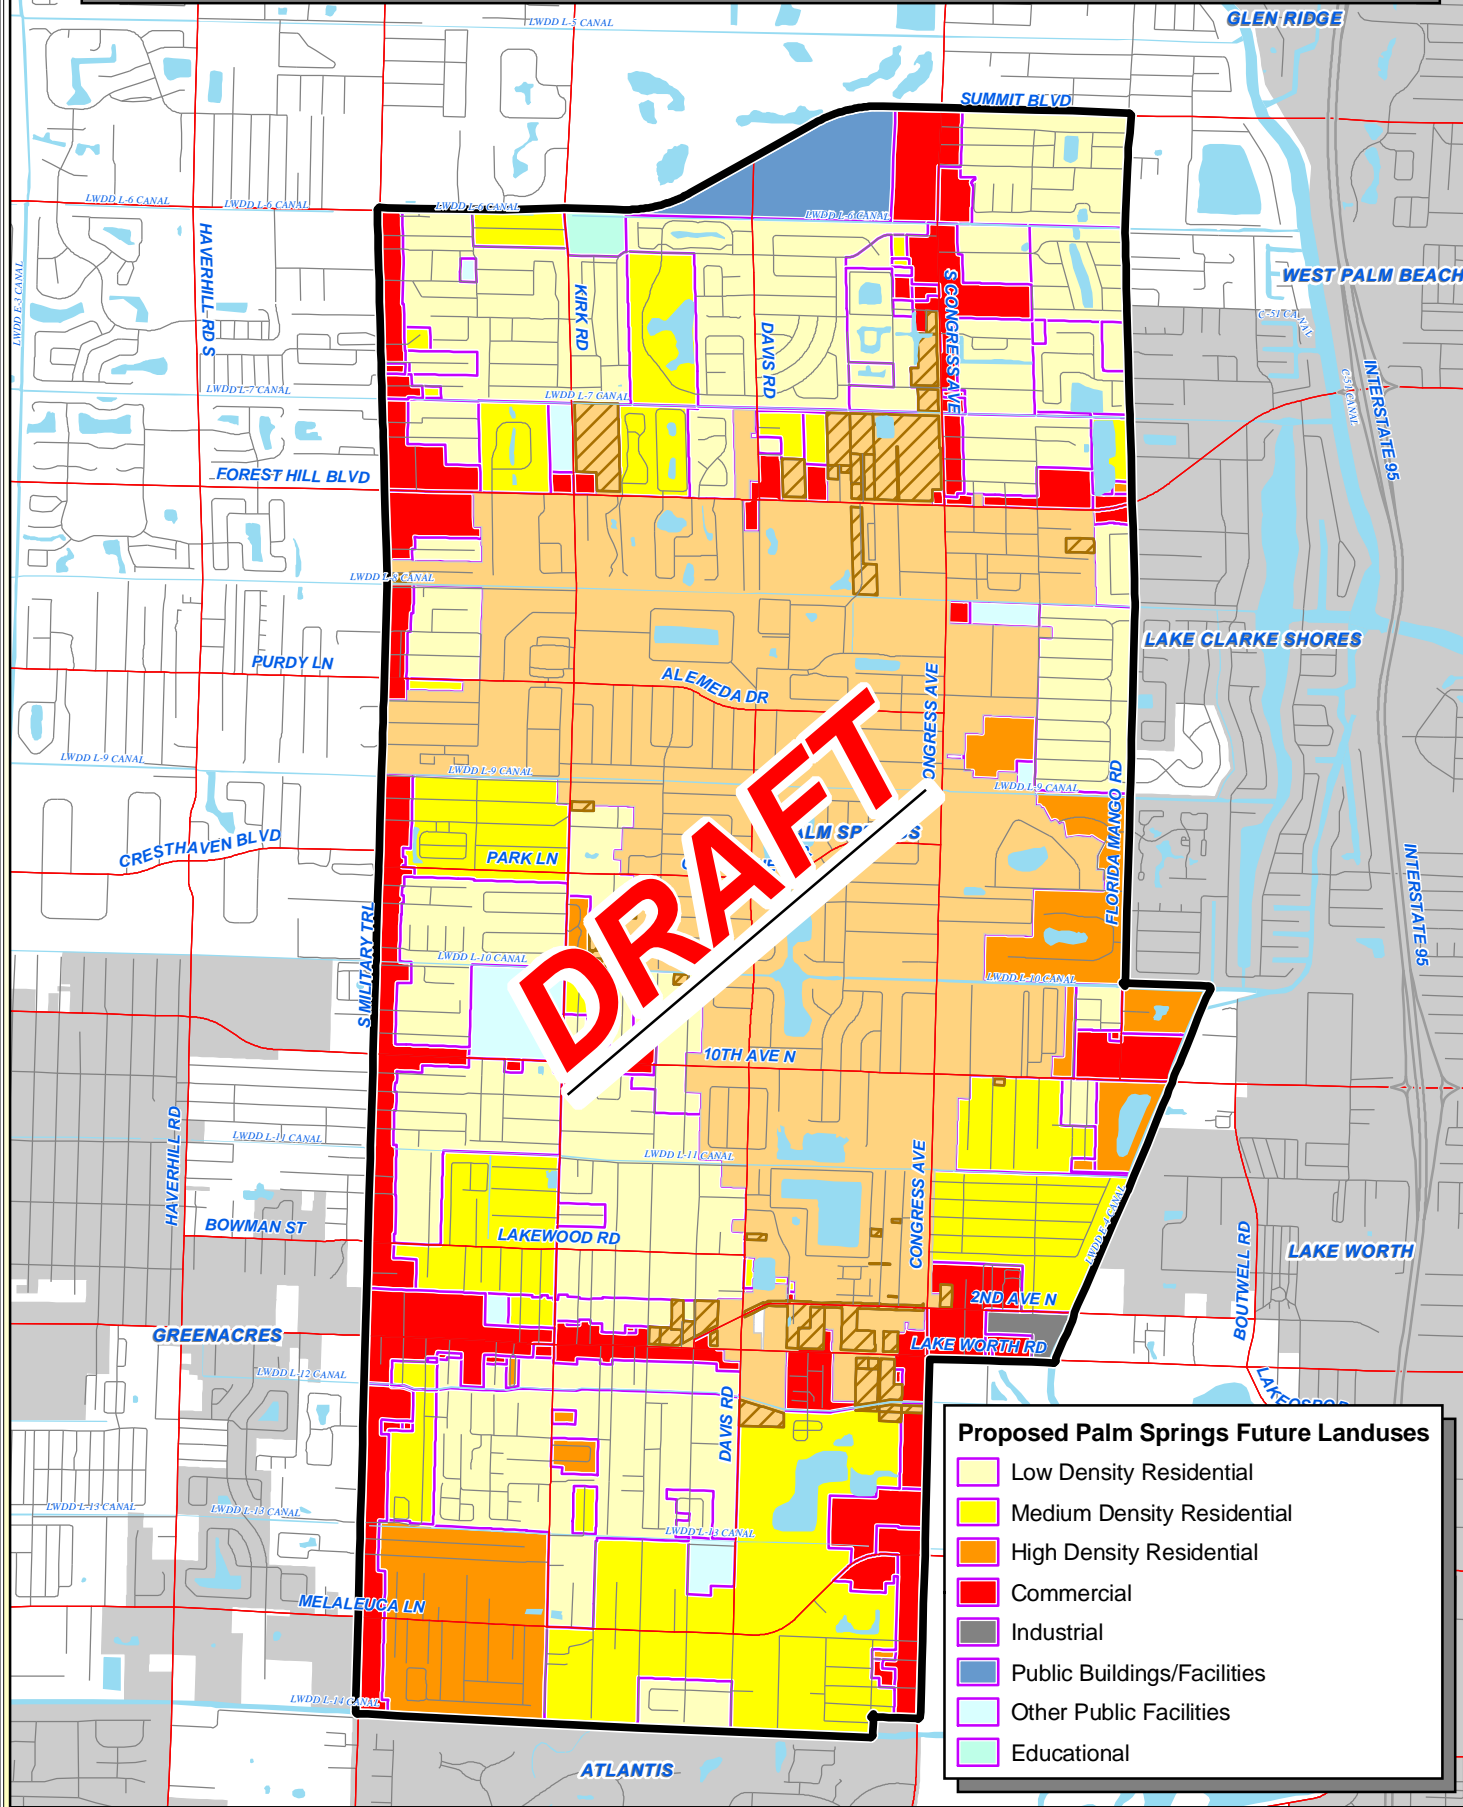 LWDD L-5 CANAL
GLEN RIDGE
SUMMIT BLVD
LWDD L-6 CANAL
LWDD L-6 CANAL
LWDD L-6 CANAL
LWDD L-6 CANAL
HAVERHILL RD S
LWDD E-3 CANAL
KIRK RD
DAVIS RD
S CONGRESS AVE
WEST PALM BEACH
C-51 CANAL
C-51 CANAL
INTERSTATE 95
LWDD L-7 CANAL
LWDD L-7 CANAL
FOREST HILL BLVD
LWDD L-8 CANAL
LAKE CLARKE SHORES
PURDY LN
ALEMEDA DR
CONGRESS AVE
LWDD L-9 CANAL
LWDD L-9 CANAL
LWDD L-9 CANAL
FLORIDA MANGO RD
CRESTHAVEN BLVD
PARK LN
PALM SPRINGS
DRAFT
INTERSTATE 95
S MILITARY TRL
LWDD L-10 CANAL
LWDD L-10 CANAL
10TH AVE N
HAVERHILL RD
LWDD L-11 CANAL
LWDD L-11 CANAL
CONGRESS AVE
LWDD E-4 CANAL
BOWMAN ST
LAKEWOOD RD
BOUTWELL RD
LAKE WORTH
2ND AVE N
GREENACRES
LAKE WORTH RD
LWDD L-12 CANAL
DAVIS RD
LWDD L-13 CANAL
LWDD L-13 CANAL
LWDD L-13 CANAL
MELALEUCA LN
LWDD L-14 CANAL
ATLANTIS
Proposed Palm Springs Future Landuses
Low Density Residential
Medium Density Residential
High Density Residential
Commercial
Industrial
Public Buildings/Facilities
Other Public Facilities
Educational